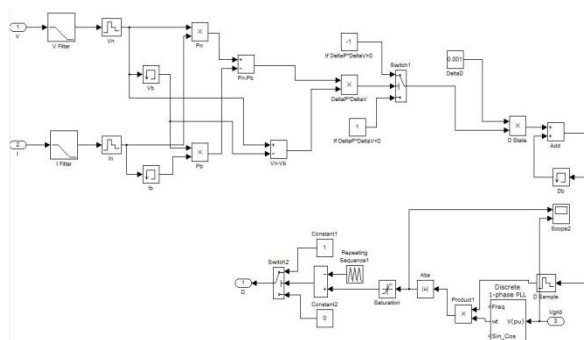 1
V
V Filter
Vn
Vb
Pn
Pn-Pb
-1
If DeltaP*DeltaV>0
Switch1
0.001
DeltaD
DeltaP*DeltaV
1
If DeltaP*DeltaV<0
D State
Add
Db
2
I
I Filter
In
Ib
Pb
Vn-Vb
Scope2
Constant1
1
Switch2
1
D
Constant2
0
Repeating
Sequence1
Saturation
Abs
|u|
Product1
Discrete
1-phase PLL
Freq
wt
V(pu)
Sin_Cos
D Sample
Vgrid
3